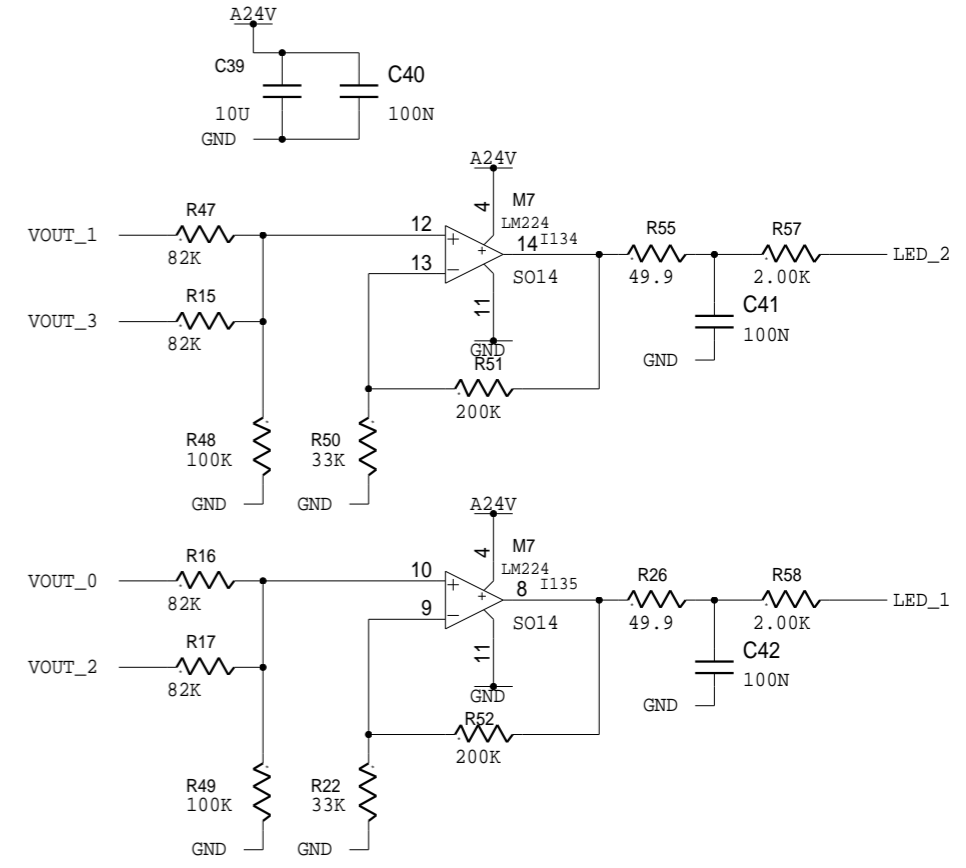 A24V
C39
C40
10U
100N
GND
A24V
4
M7
LM224
R47
R55
R57
VOUT_1
12
14 I134
LED_2
82K
13
SO14
49.9
2.00K
R15
11
C41
VOUT_3
100N
82K
GND
GND
R51
200K
R48
R50
100K
33K
GND
GND
A24V
4
M7
LM224
R16
R26
R58
VOUT_0
10
8 I135
LED_1
82K
9
SO14
49.9
2.00K
R17
11
C42
VOUT_2
100N
82K
GND
GND
R52
200K
R49
R22
100K
33K
GND
GND